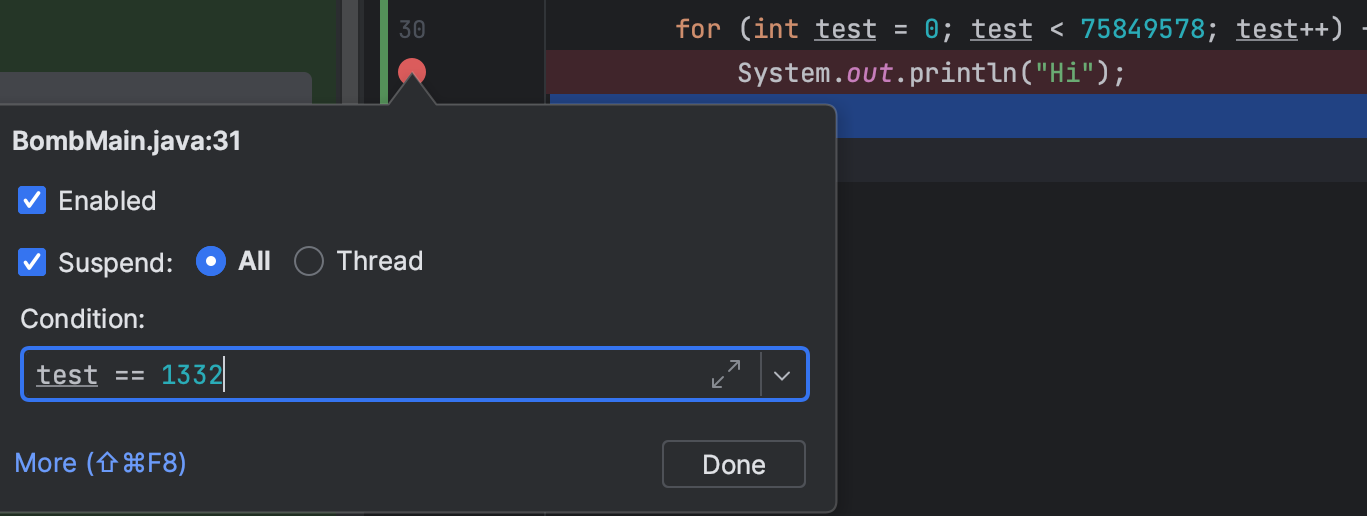 30 for (int test = 0; test < 75849578; test++) {
System.out.println("Hi");
BombMain.java:31
Enabled
Suspend: All Thread
Condition:
test == 1332
More (⇧⌘F8) Done